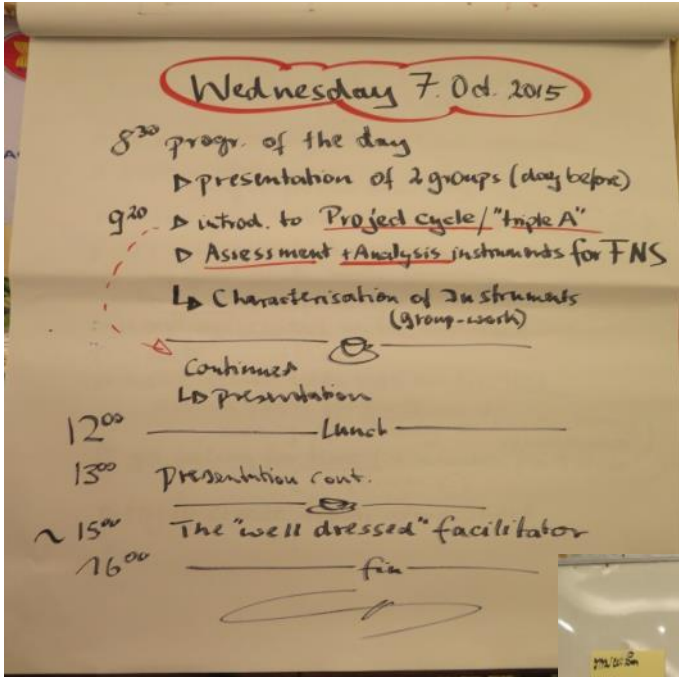 Wednesday 7. Oct. 2015
8³⁰ progr. of the day
▷ presentation of 2 groups (day before)
9²⁰ ▷ introd. to Project cycle/"triple A"
▷ Assessment + Analysis instruments for FNS
↳ Characterisation of Instruments
(group-work)
Continues
↳ presentation
12⁰⁰ Lunch
13⁰⁰ Presentation cont.
~ 15⁰⁰ The "well dressed" facilitator
16⁰⁰ fin